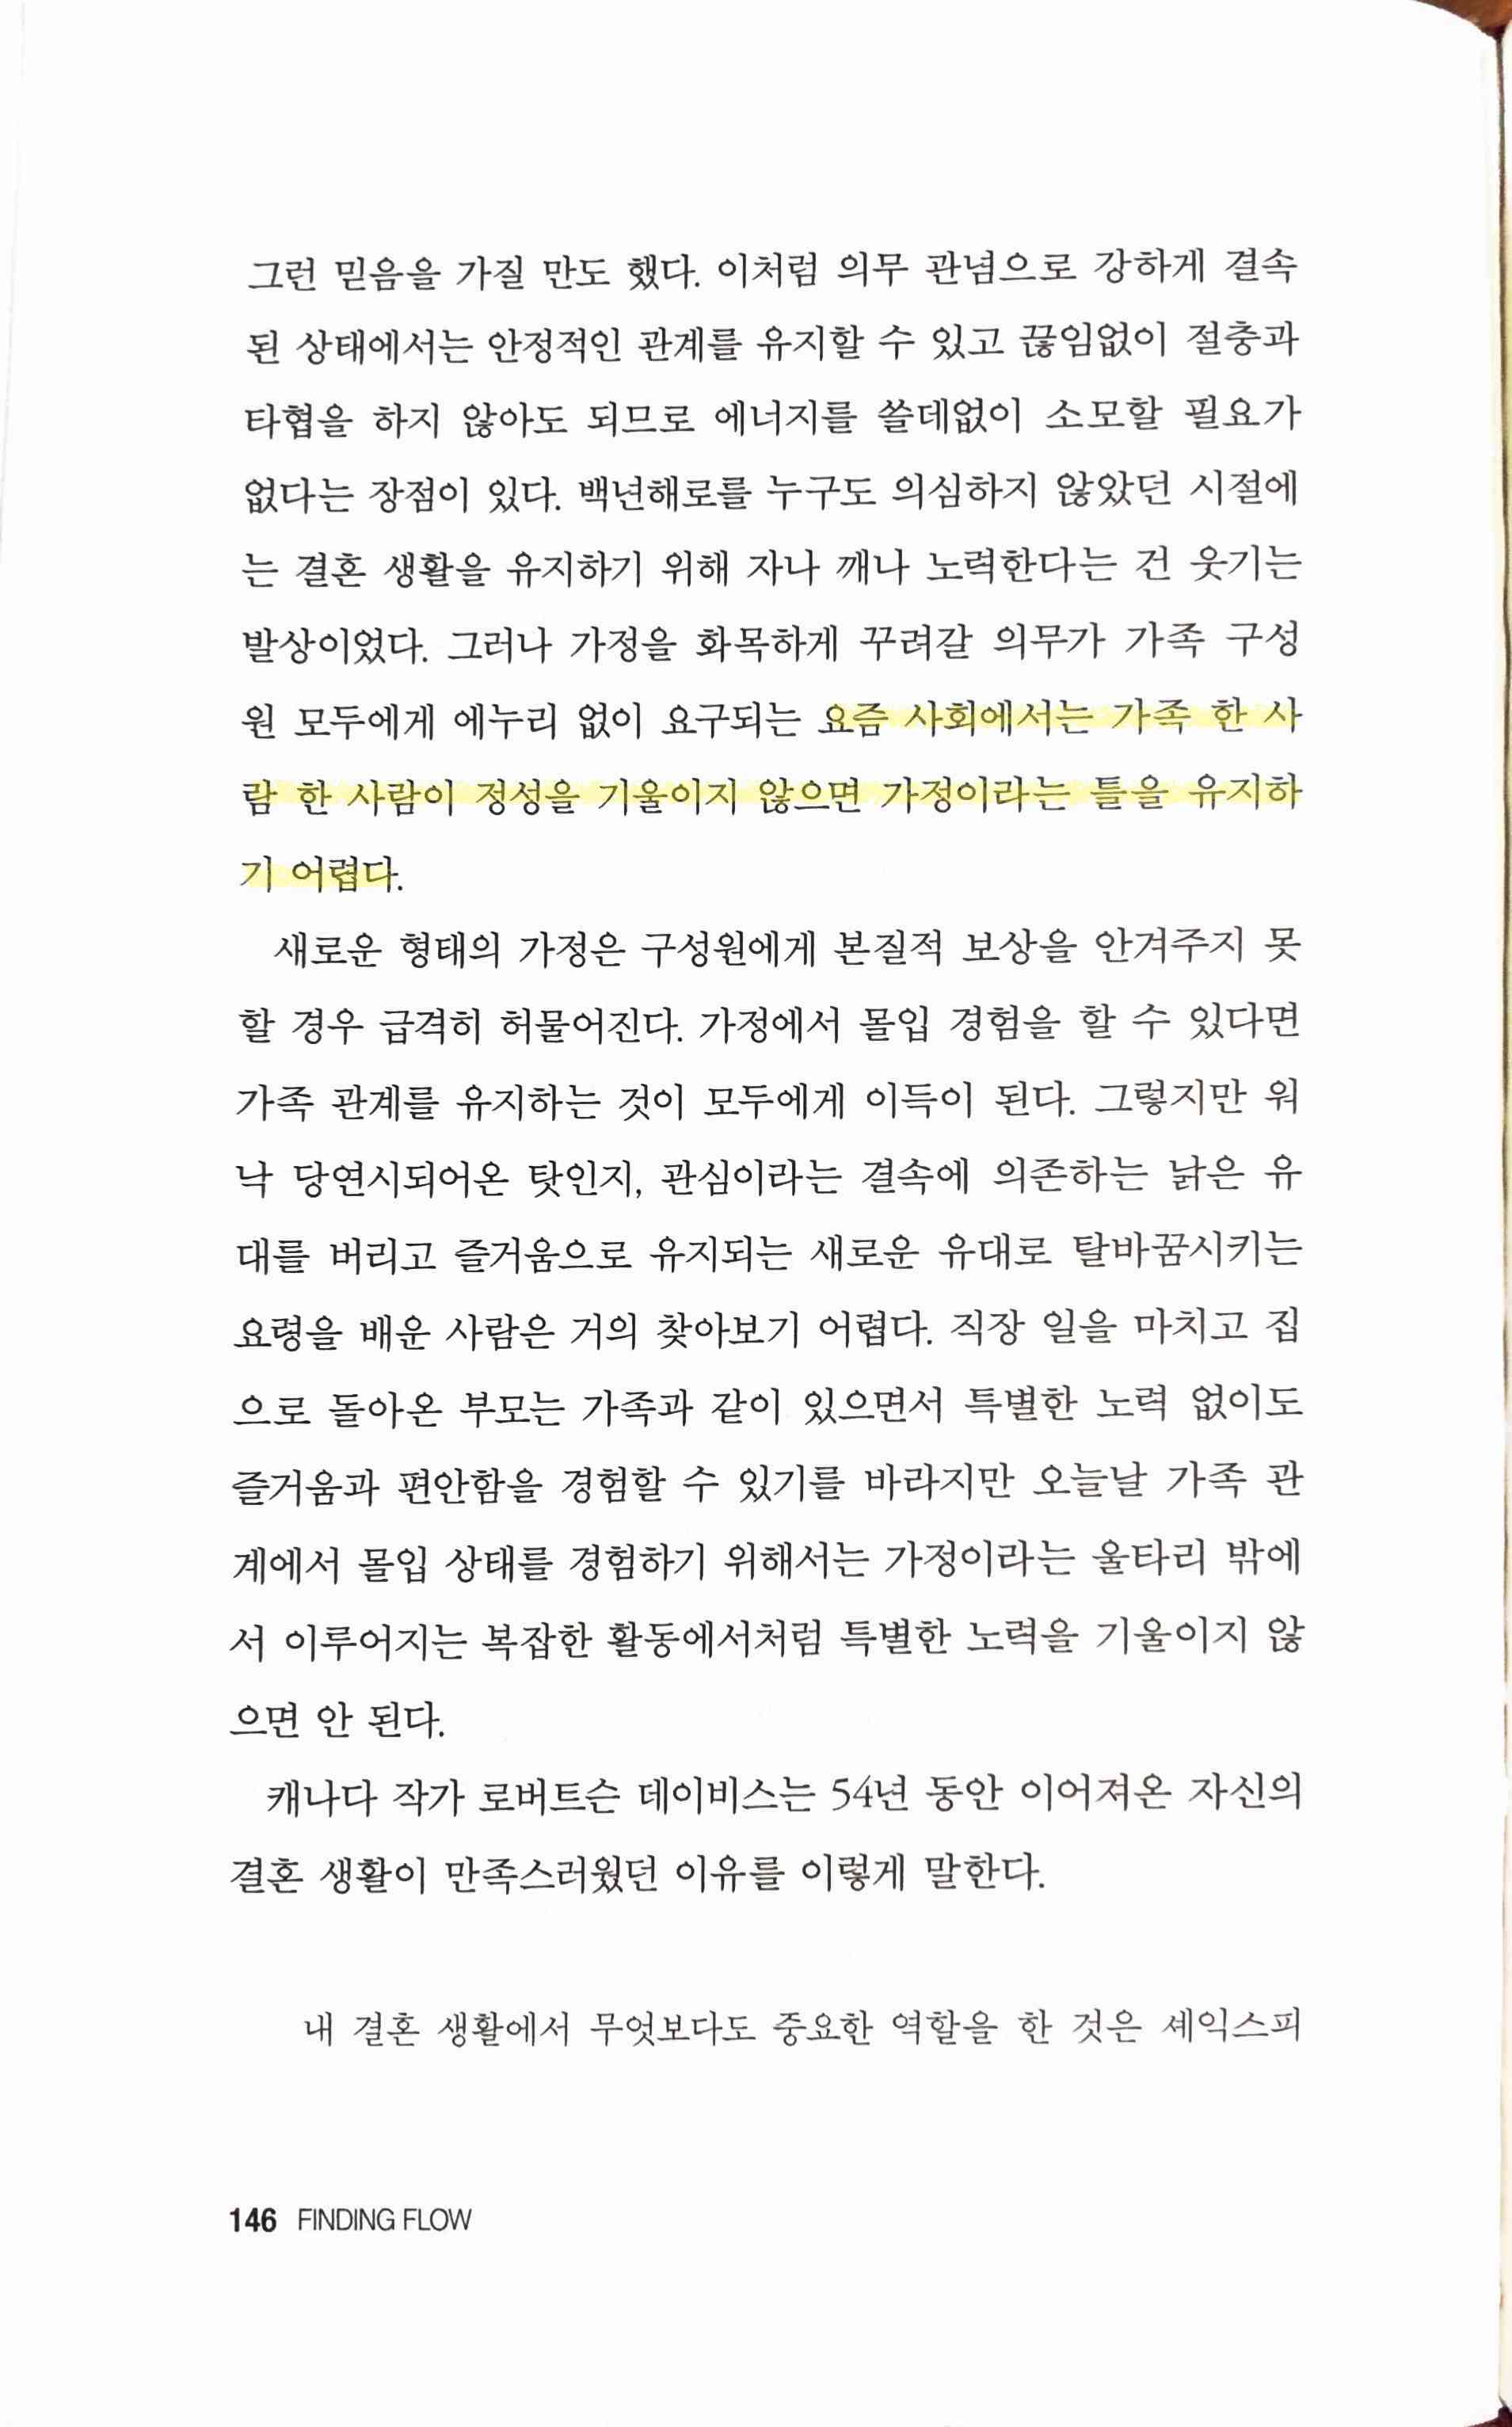 그런 믿음을 가질 만도 했다. 이처럼 의무 관념으로 강하게 결속
된 상태에서는 안정적인 관계를 유지할 수 있고 끊임없이 절충과
타협을 하지 않아도 되므로 에너지를 쓸데없이 소모할 필요가
없다는 장점이 있다. 백년해로를 누구도 의심하지 않았던 시절에
는 결혼 생활을 유지하기 위해 자나 깨나 노력한다는 건 웃기는
발상이었다. 그러나 가정을 화목하게 꾸려갈 의무가 가족 구성
원 모두에게 에누리 없이 요구되는 요즘 사회에서는 가족 한 사
람 한 사람이 정성을 기울이지 않으면 가정이라는 틀을 유지하
기 어렵다.
새로운 형태의 가정은 구성원에게 본질적 보상을 안겨주지 못
할 경우 급격히 허물어진다. 가정에서 몰입 경험을 할 수 있다면
가족 관계를 유지하는 것이 모두에게 이득이 된다. 그렇지만 워
낙 당연시되어온 탓인지, 관심이라는 결속에 의존하는 낡은 유
대를 버리고 즐거움으로 유지되는 새로운 유대로 탈바꿈시키는
요령을 배운 사람은 거의 찾아보기 어렵다. 직장 일을 마치고 집
으로 돌아온 부모는 가족과 같이 있으면서 특별한 노력 없이도
즐거움과 편안함을 경험할 수 있기를 바라지만 오늘날 가족 관
계에서 몰입 상태를 경험하기 위해서는 가정이라는 울타리 밖에
서 이루어지는 복잡한 활동에서처럼 특별한 노력을 기울이지 않
으면 안 된다.
캐나다 작가 로버트슨 데이비스는 54년 동안 이어져온 자신의
결혼 생활이 만족스러웠던 이유를 이렇게 말한다.
내 결혼 생활에서 무엇보다도 중요한 역할을 한 것은 셰익스피
146 FINDING FLOW